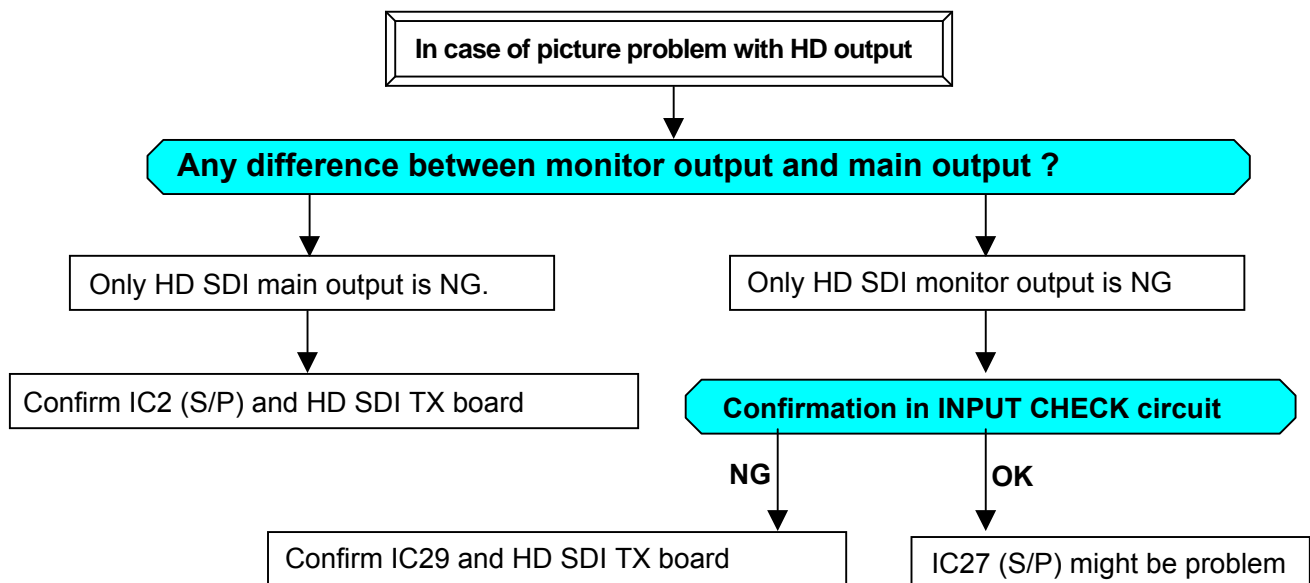 In case of picture problem with HD output
Any difference between monitor output and main output ?
Only HD SDI main output is NG.
Only HD SDI monitor output is NG
Confirm IC2 (S/P) and HD SDI TX board
Confirmation in INPUT CHECK circuit
NG
OK
Confirm IC29 and HD SDI TX board
IC27 (S/P) might be problem